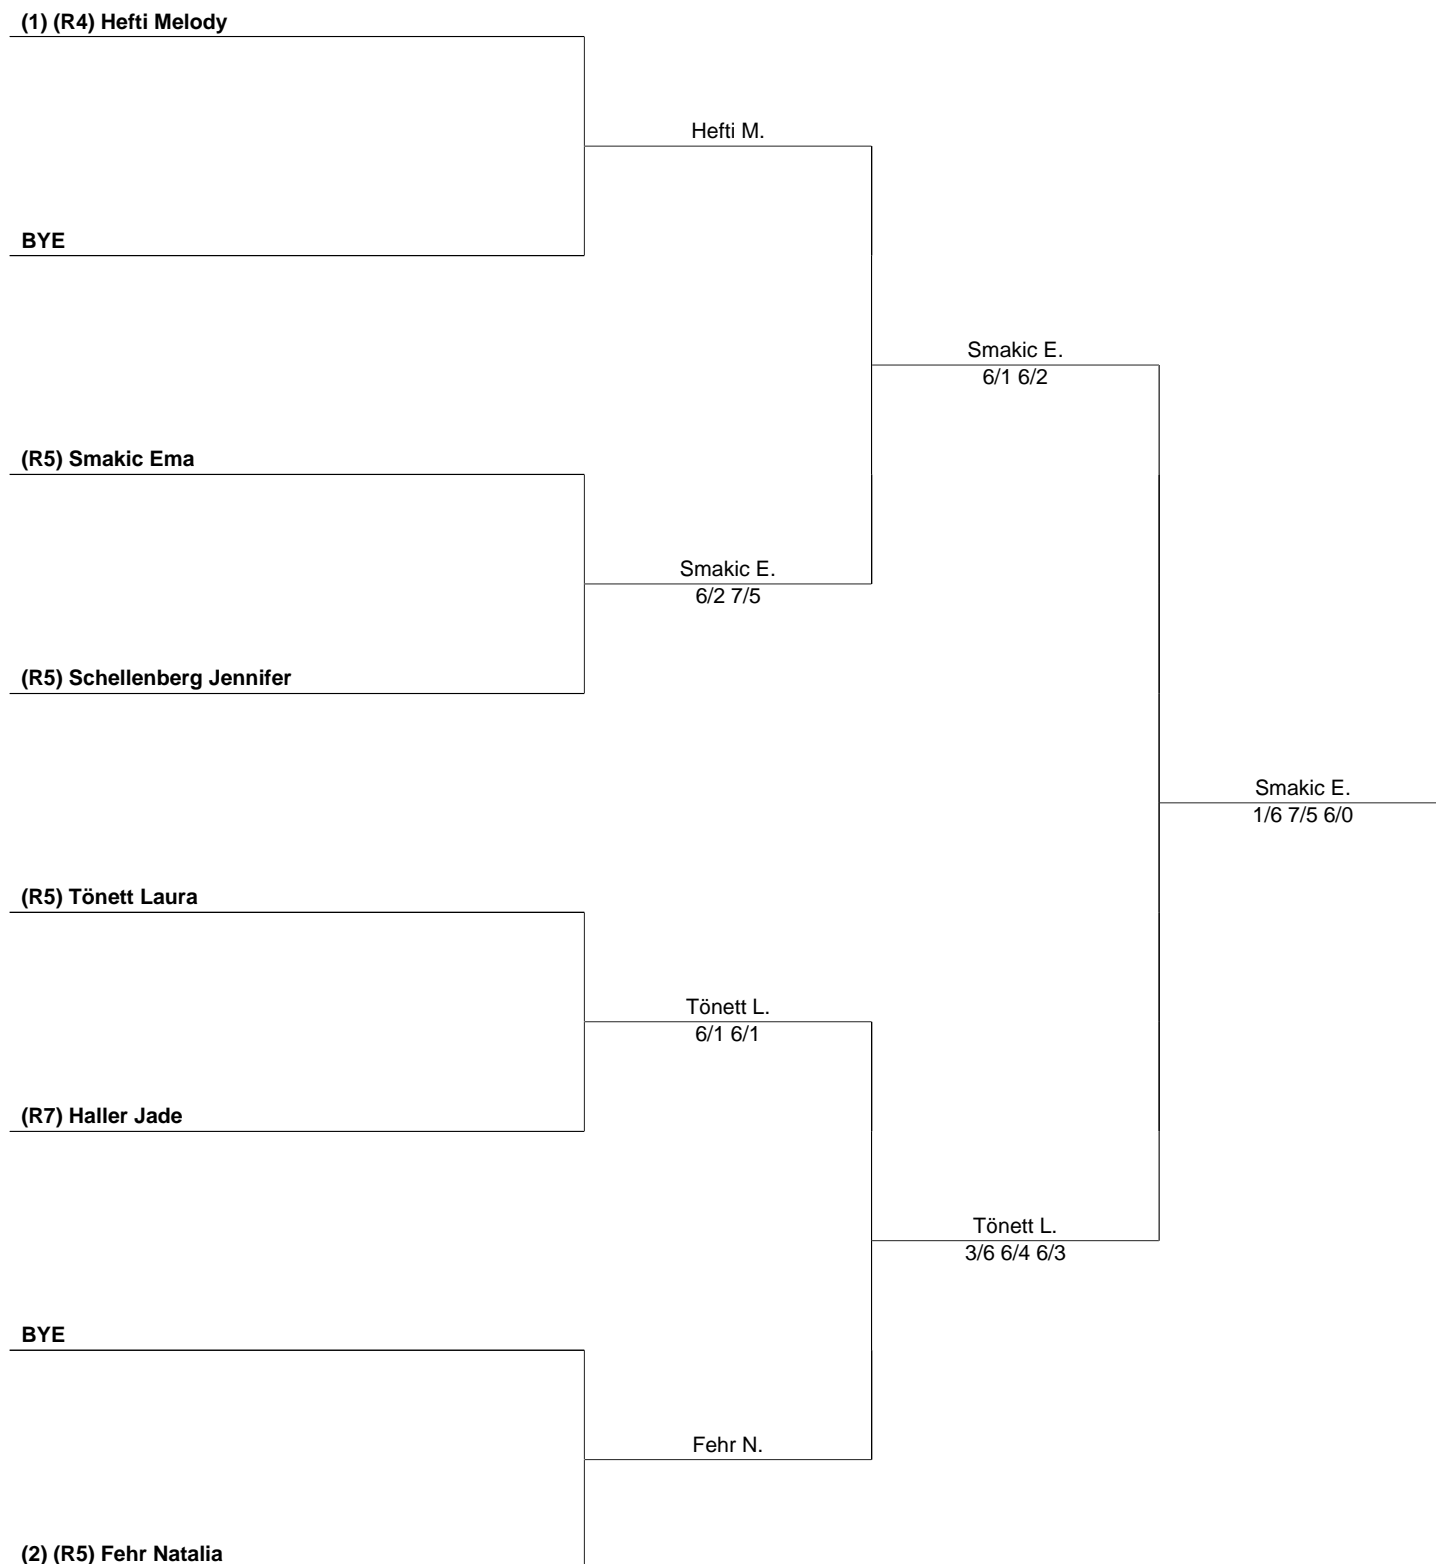 (1) (R4) Hefti Melody
Hefti M.
BYE
Smakic E.
6/1 6/2
(R5) Smakic Ema
Smakic E.
6/2 7/5
(R5) Schellenberg Jennifer
Smakic E.
1/6 7/5 6/0
(R5) Tönett Laura
Tönett L.
6/1 6/1
(R7) Haller Jade
Tönett L.
3/6 6/4 6/3
BYE
Fehr N.
(2) (R5) Fehr Natalia